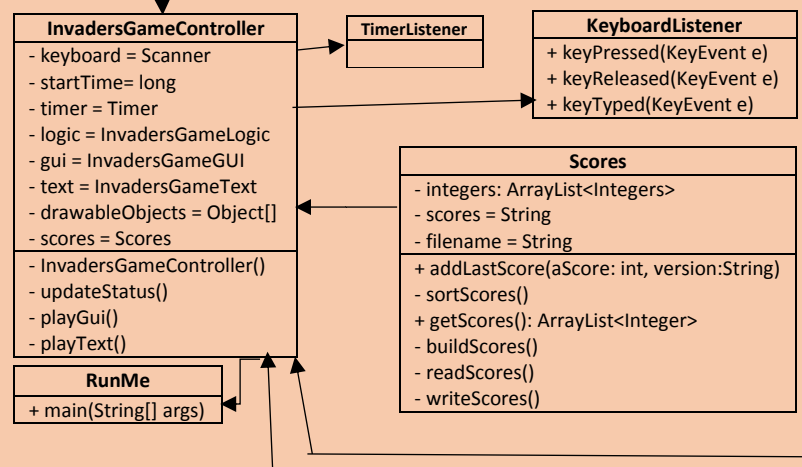 InvadersGameController
- keyboard = Scanner
- startTime= long
- timer = Timer
- logic = InvadersGameLogic
- gui = InvadersGameGUI
- text = InvadersGameText
- drawableObjects = Object[]
- scores = Scores
- InvadersGameController()
- updateStatus()
- playGui()
- playText()
TimerListener
KeyboardListener
+ keyPressed(KeyEvent e)
+ keyReleased(KeyEvent e)
+ keyTyped(KeyEvent e)
Scores
- integers: ArrayList<Integers>
- scores = String
- filename = String
+ addLastScore(aScore: int, version:String)
- sortScores()
+ getScores(): ArrayList<Integer>
- buildScores()
- readScores()
- writeScores()
RunMe
+ main(String[] args)